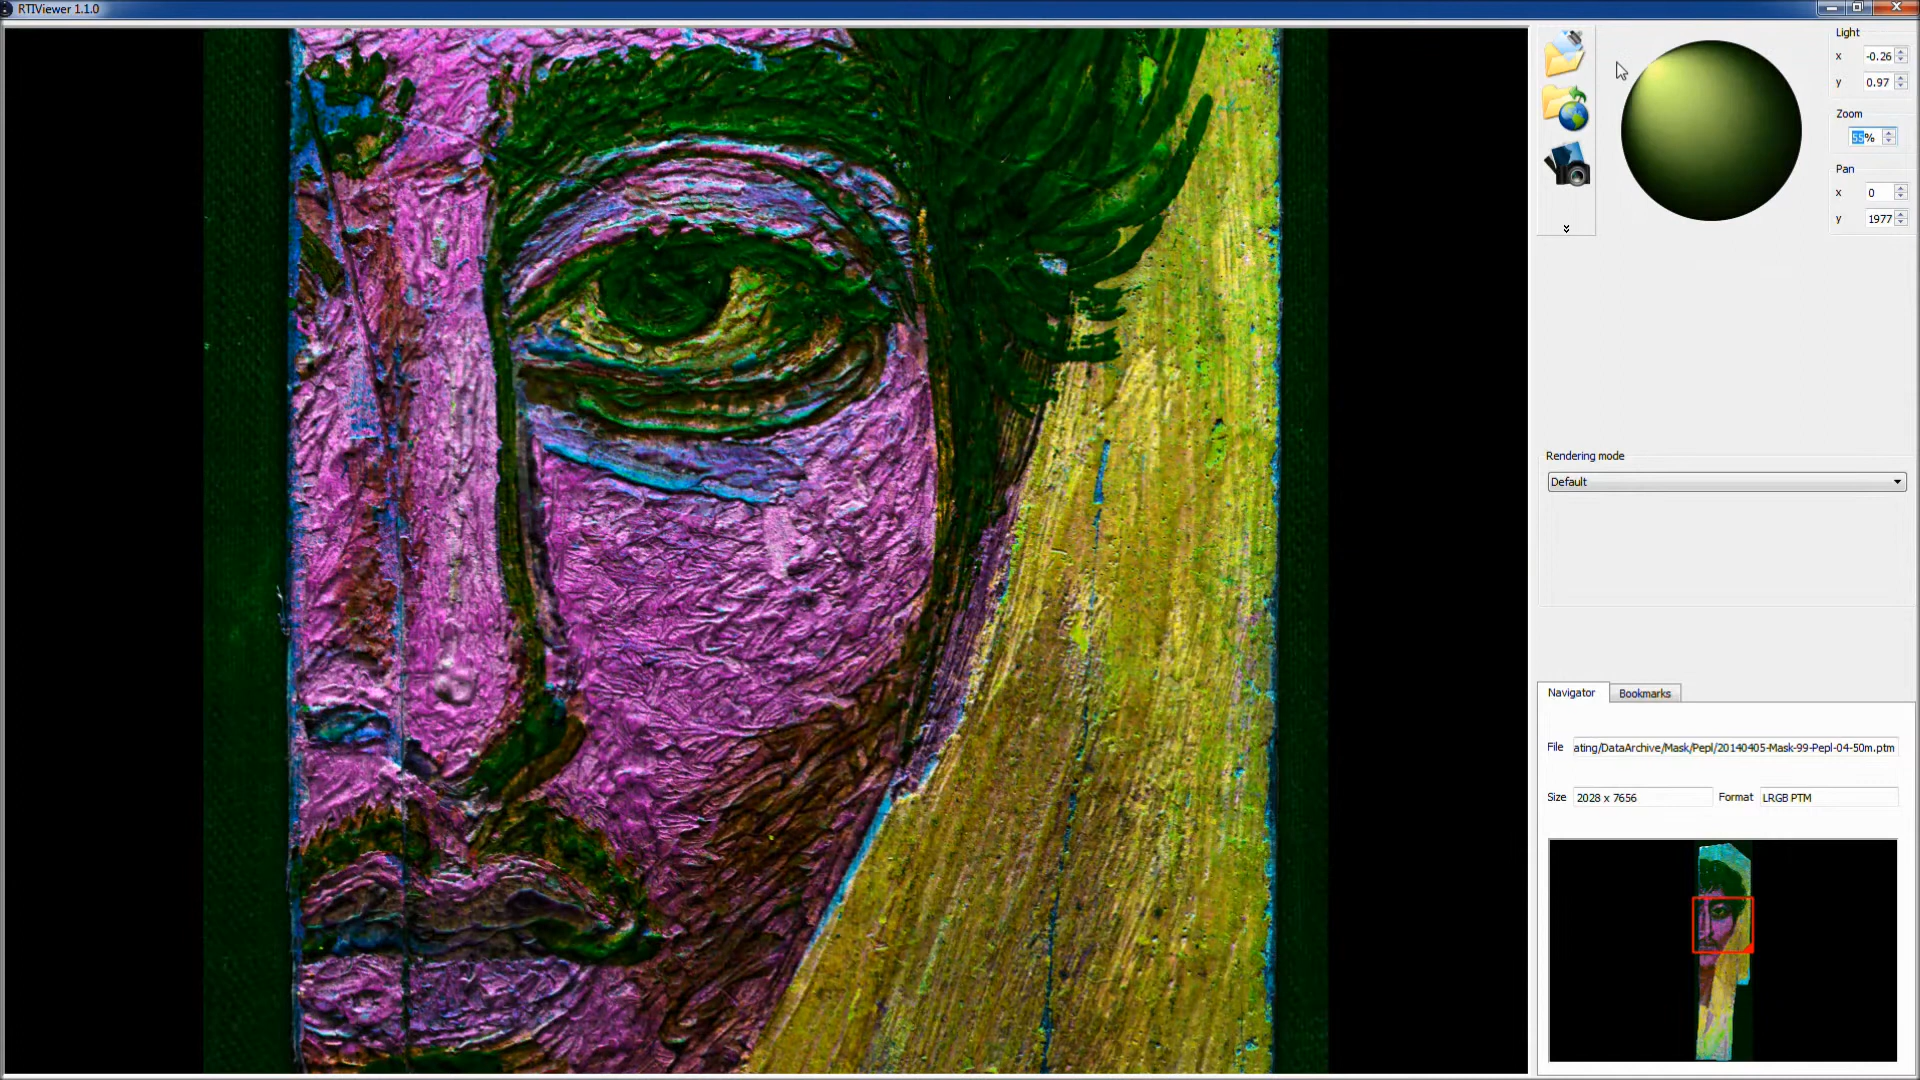 RTIViewer 1.1.0
Light
x -0.26
y 0.97
Zoom
55%
Pan
x 0
y 1977
Rendering mode
Default
Navigator Bookmarks
File ating/DataArchive/Mask/Pepl/20140405-Mask-99-Pepl-04-50m.ptm
Size 2028 x 7656 Format LRGB PTM